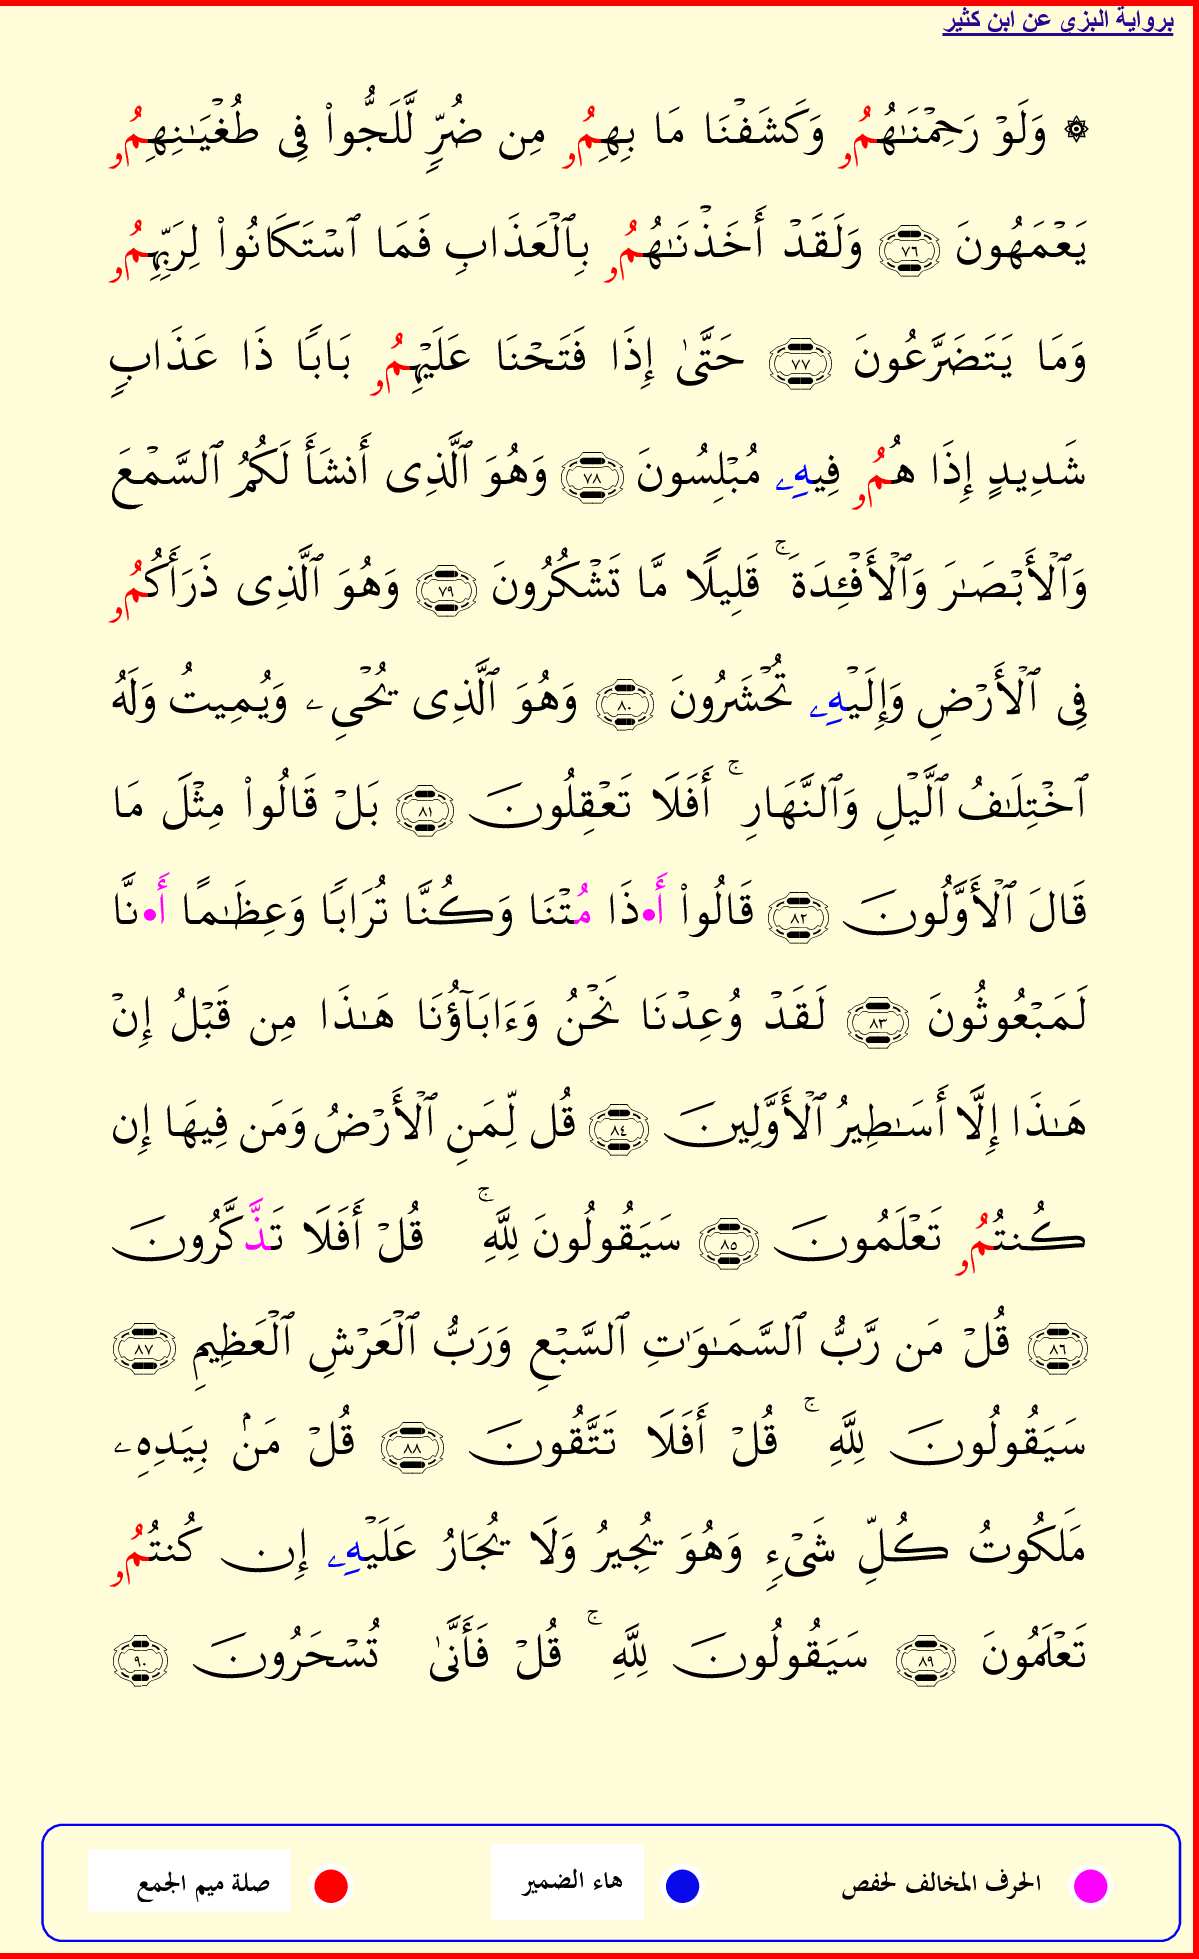 برواية البزي عن ابن كثير
۞ وَلَوْ رَحِمْنَـٰهُمُۥ وَكَشَفْنَا مَا بِهِمُۥ مِن ضُرٍّ لَّلَجُّوا۟ فِى طُغْيَـٰنِهِمُۥ
يَعْمَهُونَ ٧٦ وَلَقَدْ أَخَذْنَـٰهُمُۥ بِٱلْعَذَابِ فَمَا ٱسْتَكَانُوا۟ لِرَبِّهِمُۥ
وَمَا يَتَضَرَّعُونَ ٧٧ حَتَّىٰ إِذَا فَتَحْنَا عَلَيْهِمُۥ بَابًا ذَا عَذَابٍ
شَدِيدٍ إِذَا هُمُۥ فِيهِۦ مُبْلِسُونَ ٧٨ وَهُوَ ٱلَّذِى أَنشَأَ لَكُمُ ٱلسَّمْعَ
وَٱلْأَبْصَـٰرَ وَٱلْأَفْـِٔدَةَ ۚ قَلِيلًا مَّا تَشْكُرُونَ ٧٩ وَهُوَ ٱلَّذِى ذَرَأَكُمُۥ
فِى ٱلْأَرْضِ وَإِلَيْهِۦ تُحْشَرُونَ ٨٠ وَهُوَ ٱلَّذِى يُحْىِۦ وَيُمِيتُ وَلَهُ
ٱخْتِلَـٰفُ ٱلَّيْلِ وَٱلنَّهَارِ ۚ أَفَلَا تَعْقِلُونَ ٨١ بَلْ قَالُوا۟ مِثْلَ مَا
قَالَ ٱلْأَوَّلُونَ ٨٢ قَالُوا۟ أَ•ذَا مُتْنَا وَكُنَّا تُرَابًا وَعِظَـٰمًا أَ•نَّا
لَمَبْعُوثُونَ ٨٣ لَقَدْ وُعِدْنَا نَحْنُ وَءَابَآؤُنَا هَـٰذَا مِن قَبْلُ إِنْ
هَـٰذَا إِلَّا أَسَـٰطِيرُ ٱلْأَوَّلِينَ ٨٤ قُل لِّمَنِ ٱلْأَرْضُ وَمَن فِيهَا إِن
كُنتُمُۥ تَعْلَمُونَ ٨٥ سَيَقُولُونَ لِلَّهِ ۚ قُلْ أَفَلَا تَذَّكَّرُونَ
٨٦ قُلْ مَن رَّبُّ ٱلسَّمَـٰوَٰتِ ٱلسَّبْعِ وَرَبُّ ٱلْعَرْشِ ٱلْعَظِيمِ ٨٧
سَيَقُولُونَ لِلَّهِ ۚ قُلْ أَفَلَا تَتَّقُونَ ٨٨ قُلْ مَنۢ بِيَدِهِۦ
مَلَكُوتُ كُلِّ شَىْءٍ وَهُوَ يُجِيرُ وَلَا يُجَارُ عَلَيْهِۦ إِن كُنتُمُۥ
تَعْلَمُونَ ٨٩ سَيَقُولُونَ لِلَّهِ ۚ قُلْ فَأَنَّىٰ تُسْحَرُونَ ٩٠
الحرف المخالف لحفص هاء الضمير صلة ميم الجمع